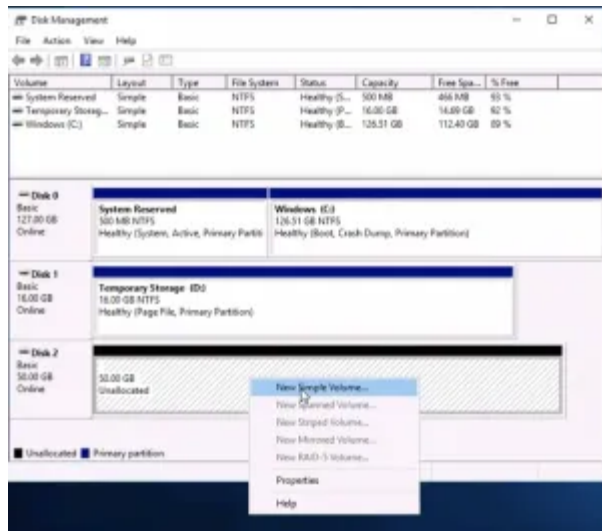 Disk Management
File Action View Help
Volume Layout Type File System Status Capacity Free Spa... % Free
System Reserved Simple Basic NTFS Healthy (S... 500 MB 466 MB 93 %
Temporary Storag... Simple Basic NTFS Healthy (P... 16.00 GB 14.69 GB 92 %
Windows (C:) Simple Basic NTFS Healthy (B... 126.51 GB 112.40 GB 89 %
Disk 0
Basic
127.00 GB
Online
System Reserved
500 MB NTFS
Healthy (System, Active, Primary Partiti
Windows (C:)
126.51 GB NTFS
Healthy (Boot, Crash Dump, Primary Partition)
Disk 1
Basic
16.00 GB
Online
Temporary Storage (D:)
16.00 GB NTFS
Healthy (Page File, Primary Partition)
Disk 2
Basic
50.00 GB
Online
50.00 GB
Unallocated
New Simple Volume...
New Spanned Volume...
New Striped Volume...
New Mirrored Volume...
New RAID-5 Volume...
Properties
Help
Unallocated Primary partition